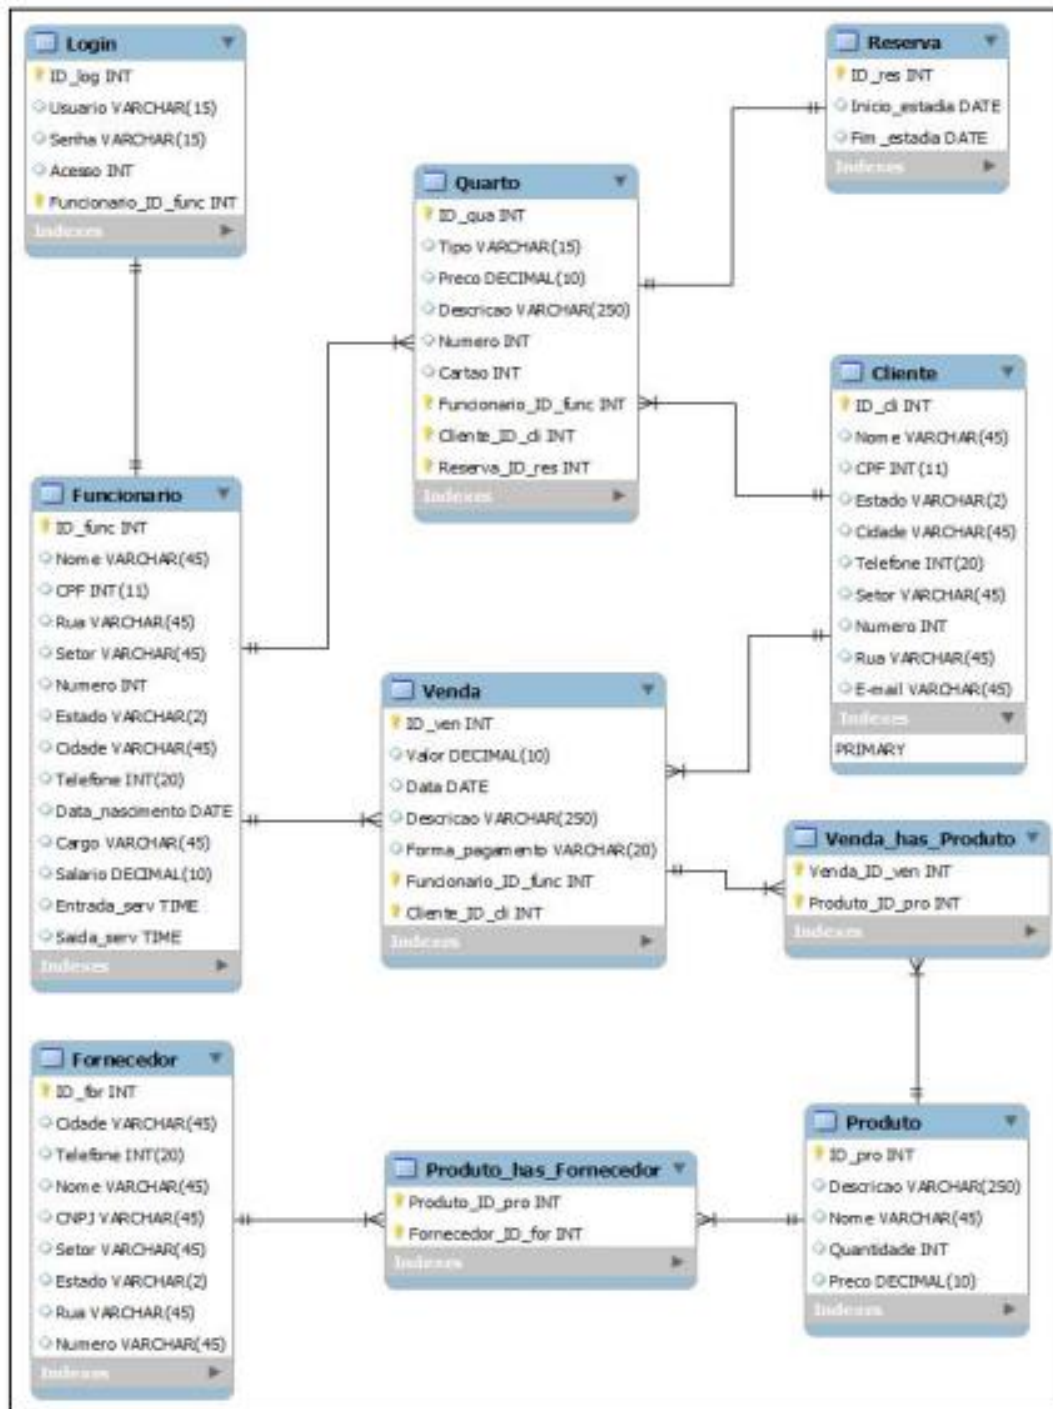 Login
ID_log INT
Usuario VARCHAR(15)
Senha VARCHAR(15)
Acesso INT
Funcionario_ID_func INT
Indexes
Reserva
ID_res INT
Inicio_estadia DATE
Fim_estadia DATE
Indexes
Quarto
ID_qua INT
Tipo VARCHAR(15)
Preco DECIMAL(10)
Descricao VARCHAR(250)
Numero INT
Cartao INT
Funcionario_ID_func INT
Cliente_ID_cli INT
Reserva_ID_res INT
Indexes
Cliente
ID_cli INT
Nome VARCHAR(45)
CPF INT(11)
Estado VARCHAR(2)
Cidade VARCHAR(45)
Telefone INT(20)
Setor VARCHAR(45)
Numero INT
Rua VARCHAR(45)
E-mail VARCHAR(45)
Indexes
PRIMARY
Funcionario
ID_func INT
Nome VARCHAR(45)
CPF INT(11)
Rua VARCHAR(45)
Setor VARCHAR(45)
Numero INT
Estado VARCHAR(2)
Cidade VARCHAR(45)
Telefone INT(20)
Data_nascimento DATE
Cargo VARCHAR(45)
Salario DECIMAL(10)
Entrada_serv TIME
Saida_serv TIME
Indexes
Venda
ID_ven INT
Valor DECIMAL(10)
Data DATE
Descricao VARCHAR(250)
Forma_pagamento VARCHAR(20)
Funcionario_ID_func INT
Cliente_ID_cli INT
Indexes
Venda_has_Produto
Venda_ID_ven INT
Produto_ID_pro INT
Indexes
Fornecedor
ID_for INT
Cidade VARCHAR(45)
Telefone INT(20)
Nome VARCHAR(45)
CNPJ VARCHAR(45)
Setor VARCHAR(45)
Estado VARCHAR(2)
Rua VARCHAR(45)
Numero VARCHAR(45)
Indexes
Produto_has_Fornecedor
Produto_ID_pro INT
Fornecedor_ID_for INT
Indexes
Produto
ID_pro INT
Descricao VARCHAR(250)
Nome VARCHAR(45)
Quantidade INT
Preco DECIMAL(10)
Indexes